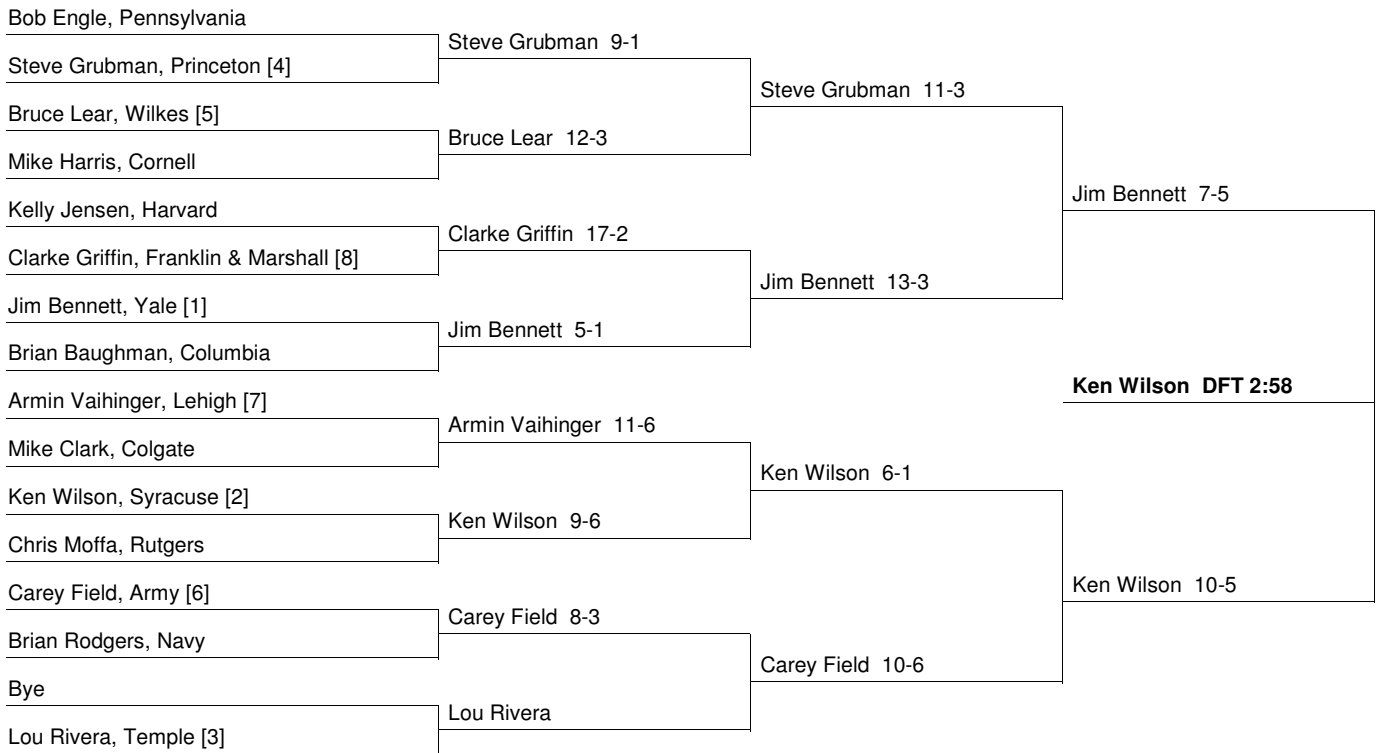 Bob Engle, Pennsylvania
Steve Grubman, Princeton [4]
Bruce Lear, Wilkes [5]
Mike Harris, Cornell
Kelly Jensen, Harvard
Clarke Griffin, Franklin & Marshall [8]
Jim Bennett, Yale [1]
Brian Baughman, Columbia
Armin Vaihinger, Lehigh [7]
Mike Clark, Colgate
Ken Wilson, Syracuse [2]
Chris Moffa, Rutgers
Carey Field, Army [6]
Brian Rodgers, Navy
Bye
Lou Rivera, Temple [3]
Steve Grubman 9-1
Bruce Lear 12-3
Clarke Griffin 17-2
Jim Bennett 5-1
Armin Vaihinger 11-6
Ken Wilson 9-6
Carey Field 8-3
Lou Rivera
Steve Grubman 11-3
Jim Bennett 13-3
Ken Wilson 6-1
Carey Field 10-6
Jim Bennett 7-5
Ken Wilson 10-5
Ken Wilson DFT 2:58